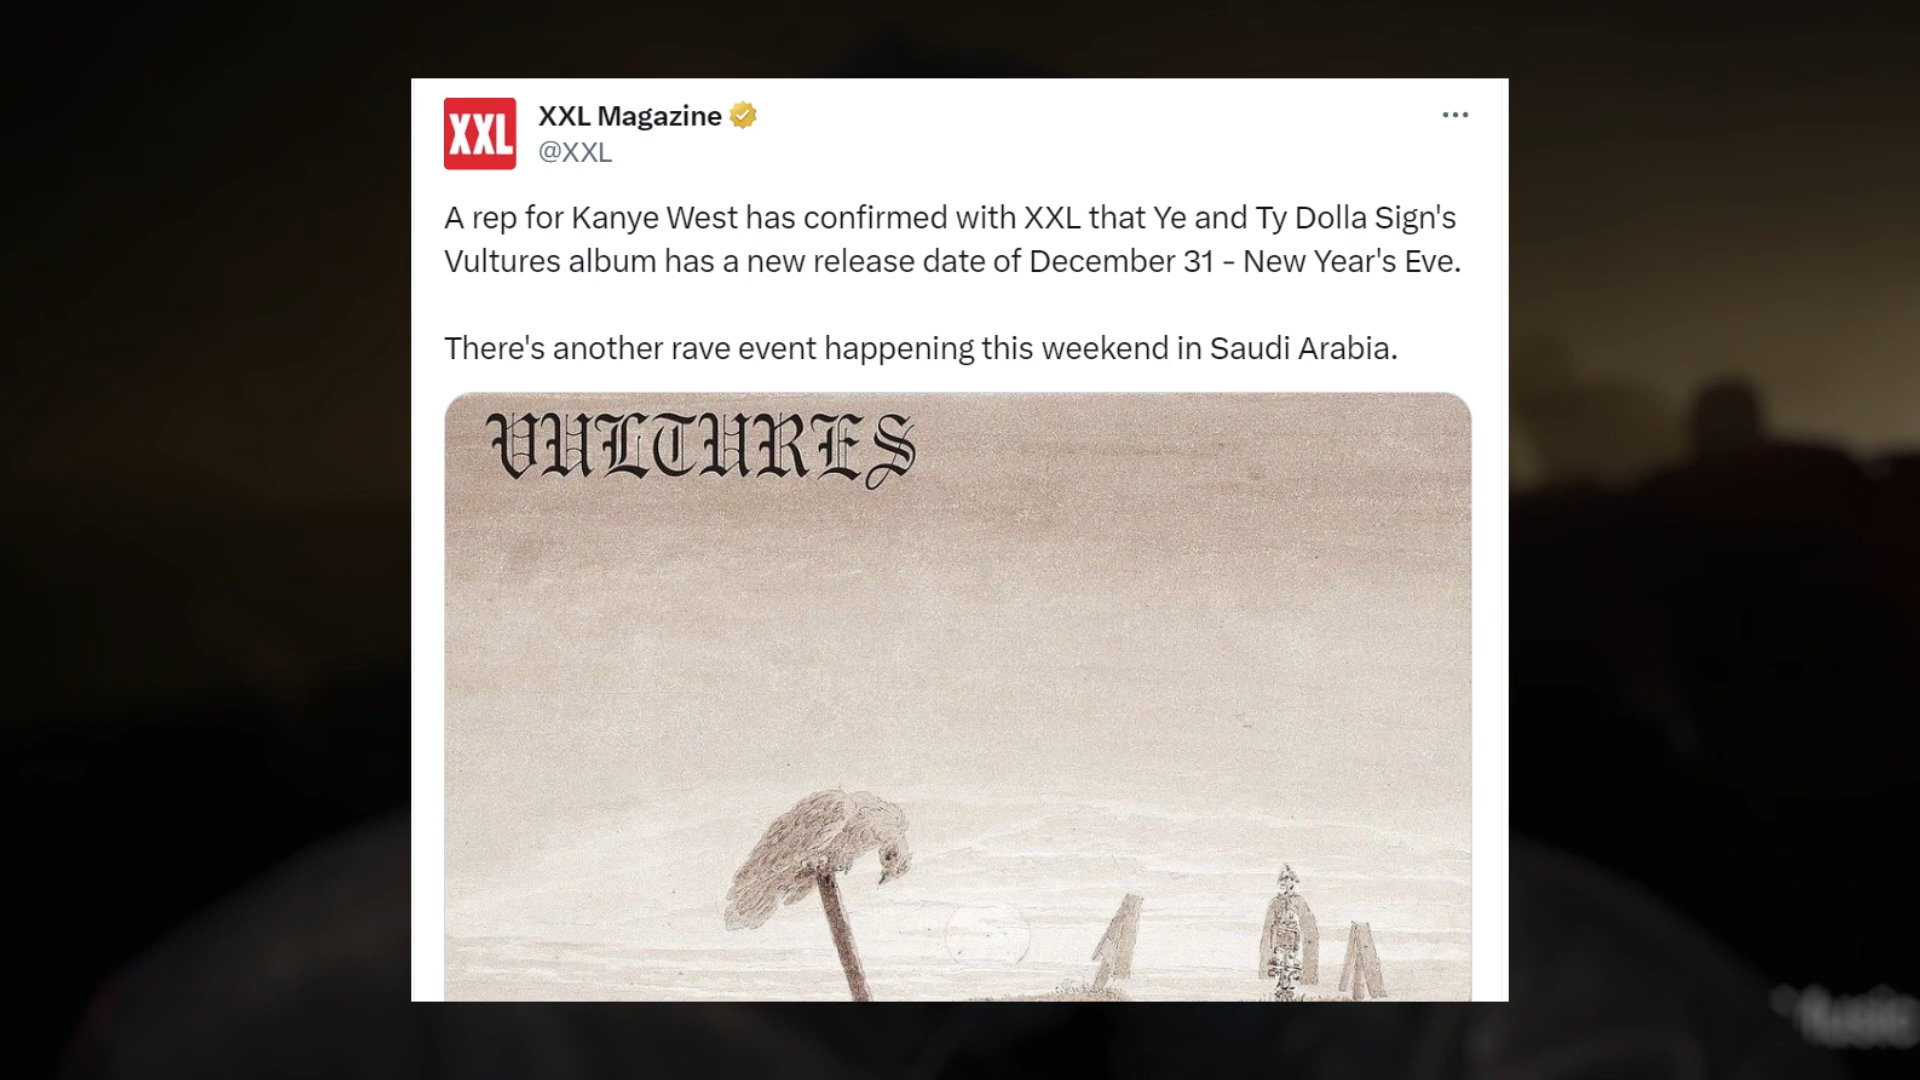 XXL
XXL Magazine
@XXL
A rep for Kanye West has confirmed with XXL that Ye and Ty Dolla Sign's
Vultures album has a new release date of December 31 - New Year's Eve.
There's another rave event happening this weekend in Saudi Arabia.
VULTURES